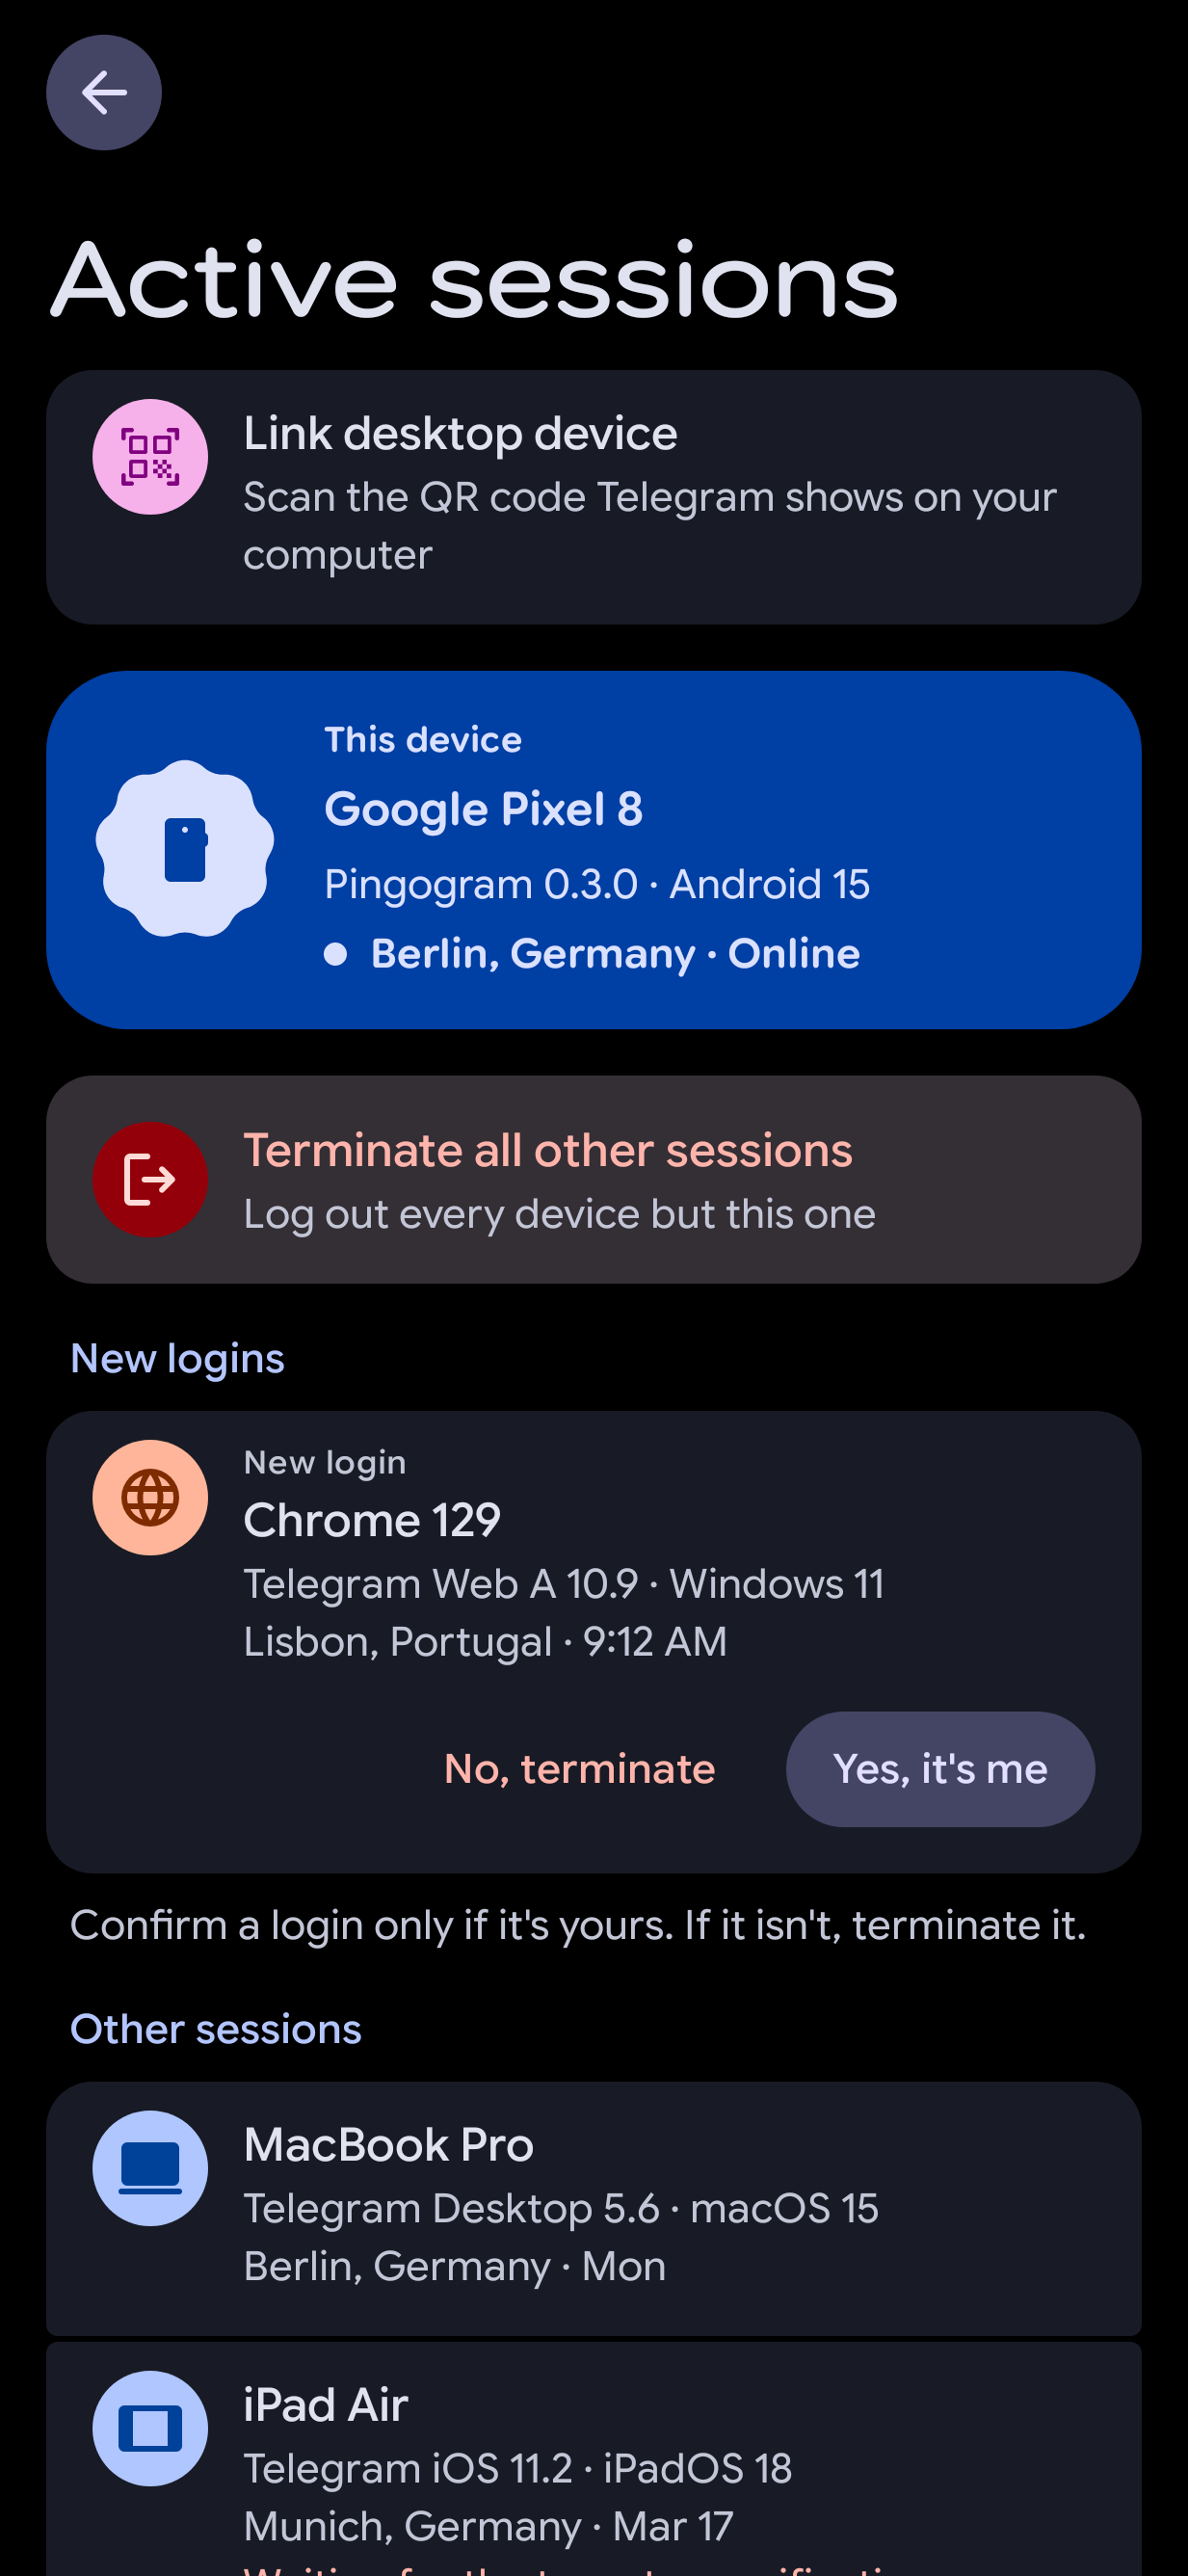 Active sessions
Link desktop device
Scan the QR code Telegram shows on your
computer
This device
Google Pixel 8
Pingogram 0.3.0 · Android 15
Berlin, Germany · Online
Terminate all other sessions
Log out every device but this one
New logins
New login
Chrome 129
Telegram Web A 10.9 · Windows 11
Lisbon, Portugal · 9:12 AM
No, terminate
Yes, it's me
Confirm a login only if it's yours. If it isn't, terminate it.
Other sessions
MacBook Pro
Telegram Desktop 5.6 · macOS 15
Berlin, Germany · Mon
iPad Air
Telegram iOS 11.2 · iPadOS 18
Munich, Germany · Mar 17